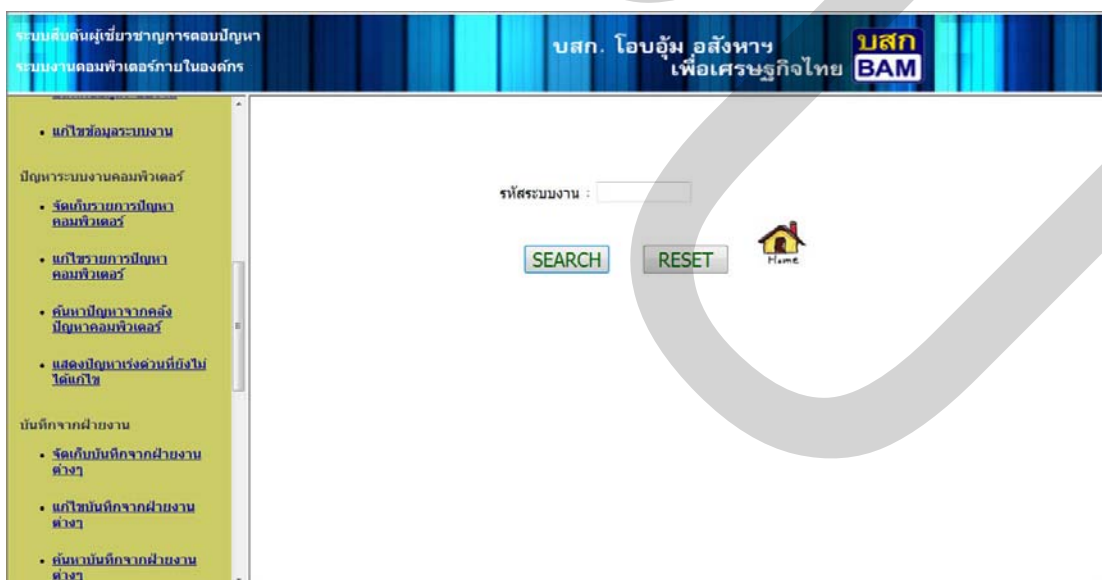 ระบบสืบค้นผู้เชี่ยวชาญการตอบปัญหา
ระบบงานคอมพิวเตอร์ภายในองค์กร
บสก. โอบอุ้ม อสังหาฯ
เพื่อเศรษฐกิจไทย
บสก
BAM
• แก้ไขข้อมูลระบบงาน
ปัญหาระบบงานคอมพิวเตอร์
• จัดเก็บรายการปัญหา
คอมพิวเตอร์
• แก้ไขรายการปัญหา
คอมพิวเตอร์
• ค้นหาปัญหาจากคลัง
ปัญหาคอมพิวเตอร์
• แสดงปัญหาเร่งด่วนที่ยังไม่
ได้แก้ไข
บันทึกจากฝ่ายงาน
• จัดเก็บบันทึกจากฝ่ายงาน
ต่างๆ
• แก้ไขบันทึกจากฝ่ายงาน
ต่างๆ
• ค้นหาบันทึกจากฝ่ายงาน
ต่างๆ
รหัสระบบงาน :
SEARCH
RESET
Home